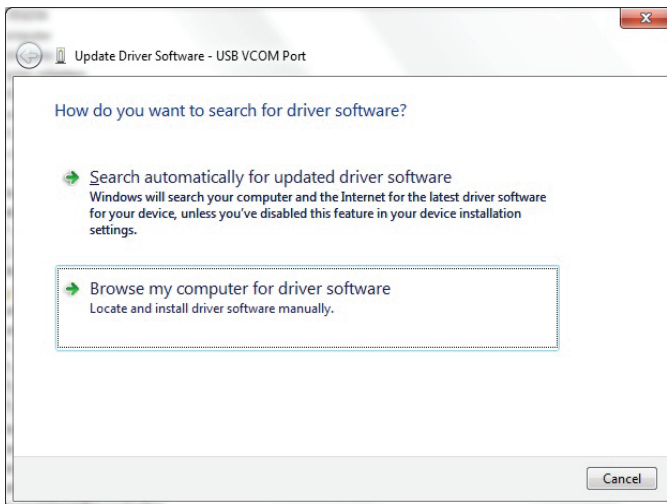 Update Driver Software - USB VCOM Port
How do you want to search for driver software?
Search automatically for updated driver software
Windows will search your computer and the Internet for the latest driver software
for your device, unless you've disabled this feature in your device installation
settings.
Browse my computer for driver software
Locate and install driver software manually.
Cancel